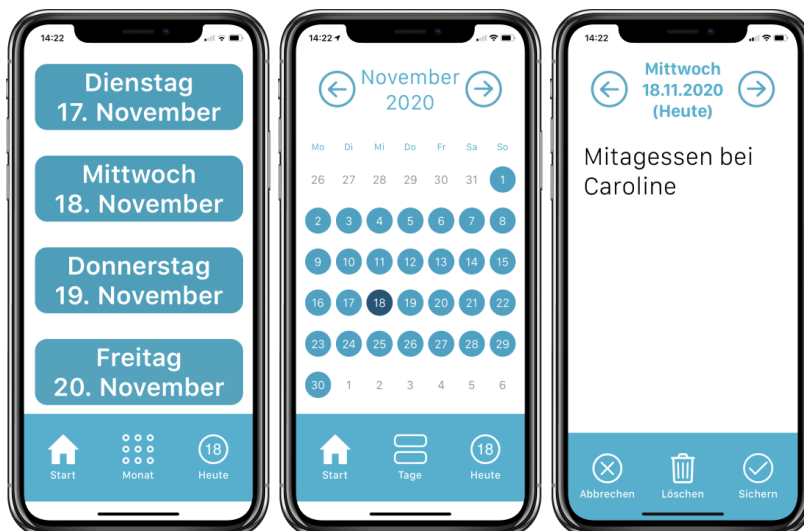 14:22
Dienstag
17. November
Mittwoch
18. November
Donnerstag
19. November
Freitag
20. November
Start Monat 18 Heute
14:22
November
2020
Mo Di Mi Do Fr Sa So
26 27 28 29 30 31 1
2 3 4 5 6 7 8
9 10 11 12 13 14 15
16 17 18 19 20 21 22
23 24 25 26 27 28 29
30 1 2 3 4 5 6
Start Tage 18 Heute
14:22
Mittwoch
18.11.2020
(Heute)
Mitagessen bei
Caroline
Abbrechen Löschen Sichern